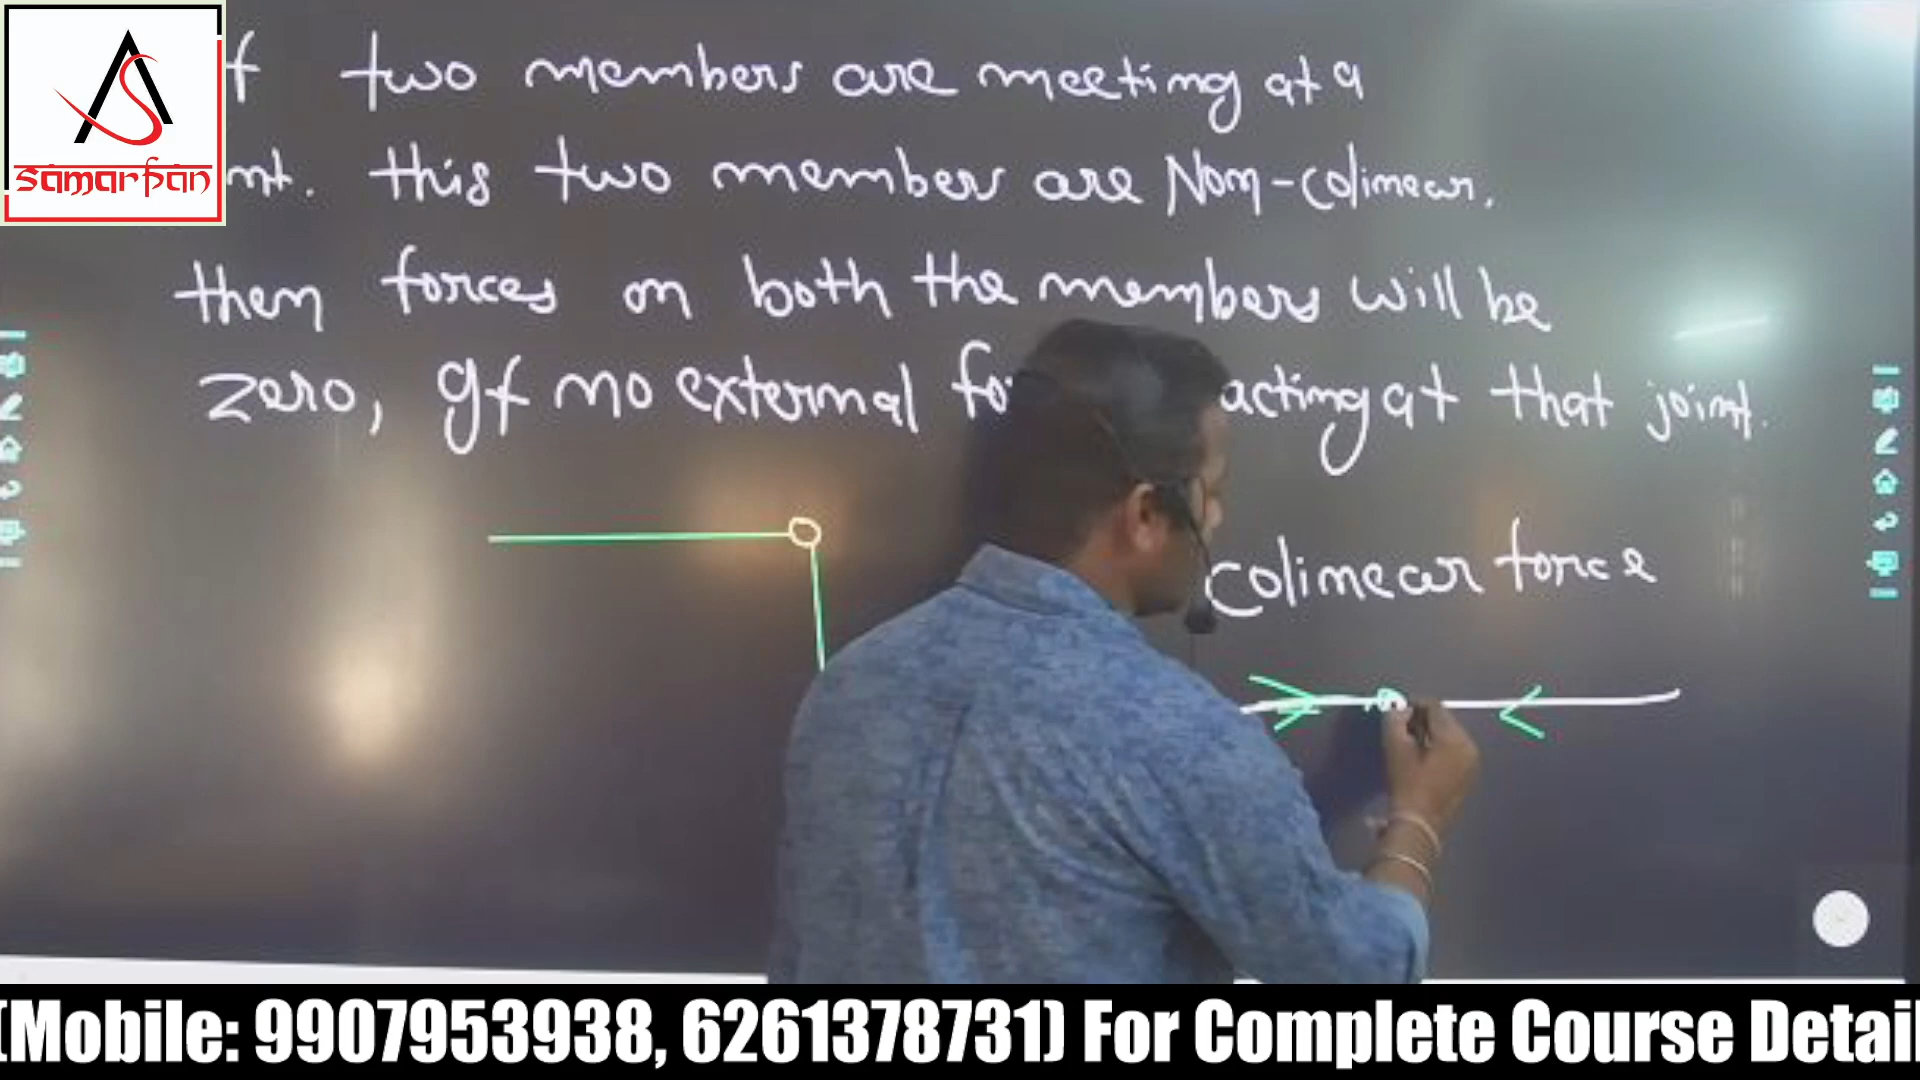 SAMARPAN
f two members are meeting at a
int. this two members are Non-colinear.
then forces on both the members will be
zero, If no external acting at that joint.
colinear force
(Mobile: 9907953938, 6261378731) For Complete Course Detail